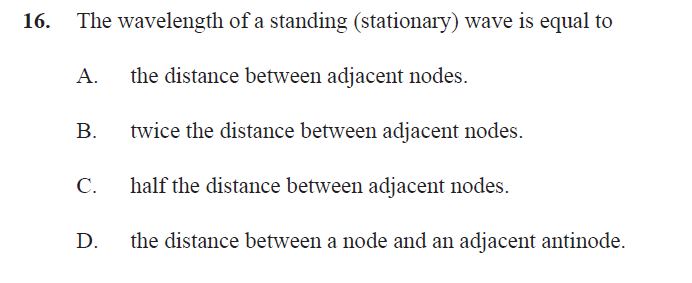 16. The wavelength of a standing (stationary) wave is equal to
A. the distance between adjacent nodes.
B. twice the distance between adjacent nodes.
C. half the distance between adjacent nodes.
D. the distance between a node and an adjacent antinode.